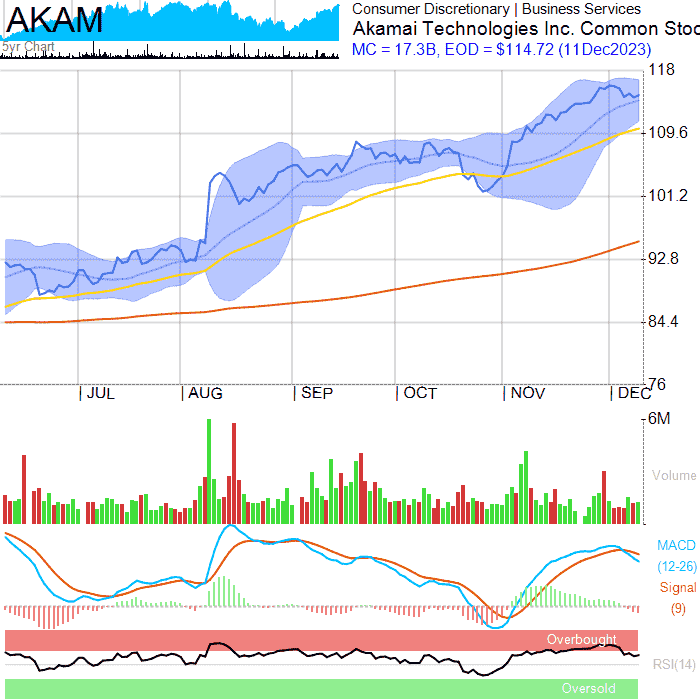 AKAM
5yr Chart
Consumer Discretionary | Business Services
Akamai Technologies Inc. Common Stoc
MC = 17.3B, EOD = $114.72 (11Dec2023)
118
109.6
101.2
92.8
84.4
76
| JUL | AUG | SEP | OCT | NOV | DEC
6M
Volume
MACD
(12-26)
Signal
(9)
Overbought
RSI(14)
Oversold